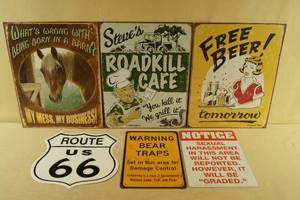 WHAT'S WRONG WITH
BEING BORN IN A BARN?
MY MESS, MY BUSINESS!
Steve's
ROADKILL
CAFE
"You kill it
We grill it"
FREE
BEER!
tomorrow
ROUTE
US
66
WARNING
BEAR
TRAPS
Set in this area for
Damage Control
NOTICE
SEXUAL
HARASSMENT
IN THIS AREA
WILL NOT BE
REPORTED.
HOWEVER, IT
WILL BE
"GRADED."